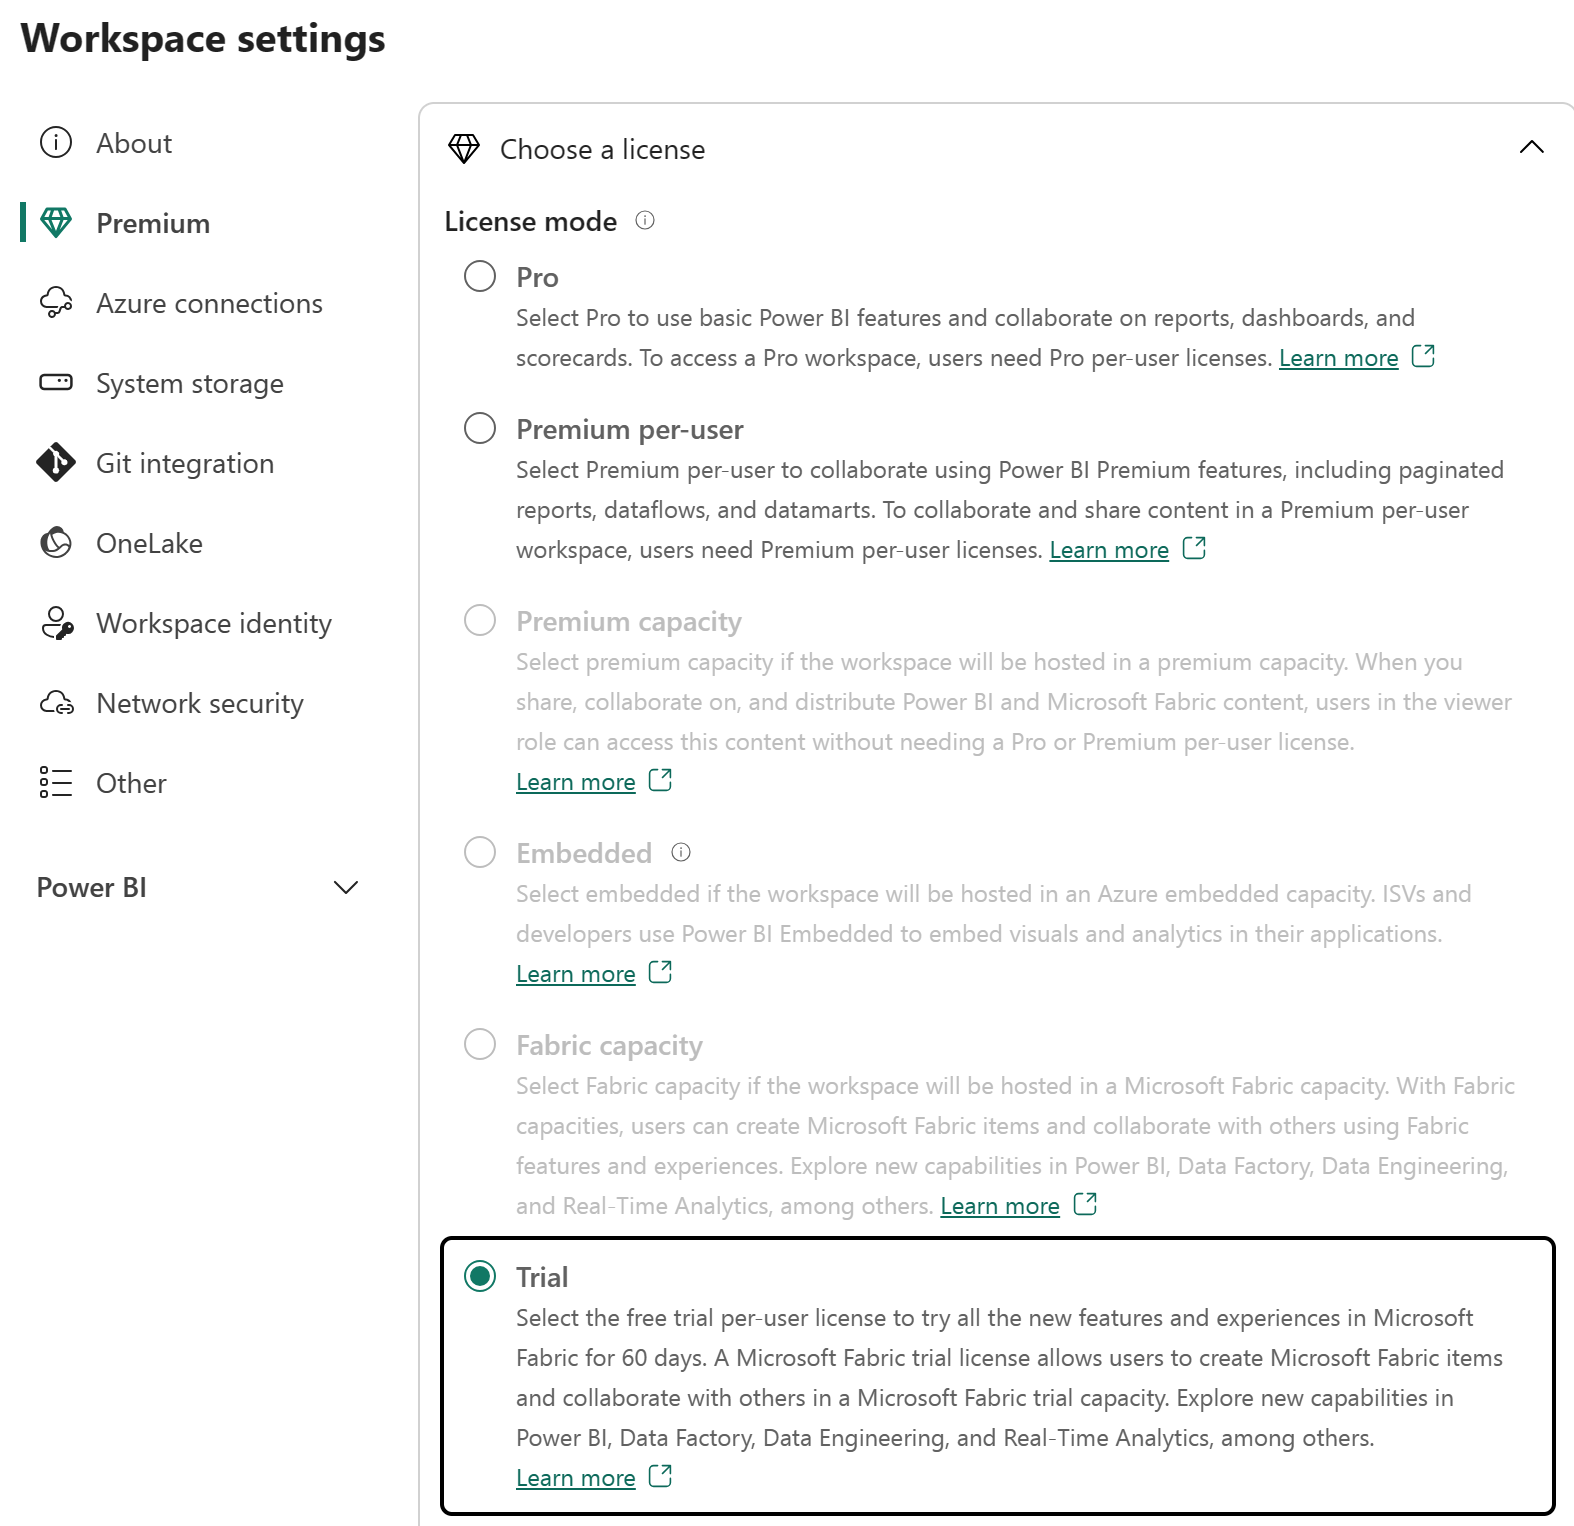 Workspace settings
About
Premium
Azure connections
System storage
Git integration
OneLake
Workspace identity
Network security
Other
Power BI
Choose a license
License mode
Pro
Select Pro to use basic Power BI features and collaborate on reports, dashboards, and
scorecards. To access a Pro workspace, users need Pro per-user licenses. Learn more
Premium per-user
Select Premium per-user to collaborate using Power BI Premium features, including paginated
reports, dataflows, and datamarts. To collaborate and share content in a Premium per-user
workspace, users need Premium per-user licenses. Learn more
Premium capacity
Select premium capacity if the workspace will be hosted in a premium capacity. When you
share, collaborate on, and distribute Power BI and Microsoft Fabric content, users in the viewer
role can access this content without needing a Pro or Premium per-user license.
Learn more
Embedded
Select embedded if the workspace will be hosted in an Azure embedded capacity. ISVs and
developers use Power BI Embedded to embed visuals and analytics in their applications.
Learn more
Fabric capacity
Select Fabric capacity if the workspace will be hosted in a Microsoft Fabric capacity. With Fabric
capacities, users can create Microsoft Fabric items and collaborate with others using Fabric
features and experiences. Explore new capabilities in Power BI, Data Factory, Data Engineering,
and Real-Time Analytics, among others. Learn more
Trial
Select the free trial per-user license to try all the new features and experiences in Microsoft
Fabric for 60 days. A Microsoft Fabric trial license allows users to create Microsoft Fabric items
and collaborate with others in a Microsoft Fabric trial capacity. Explore new capabilities in
Power BI, Data Factory, Data Engineering, and Real-Time Analytics, among others.
Learn more